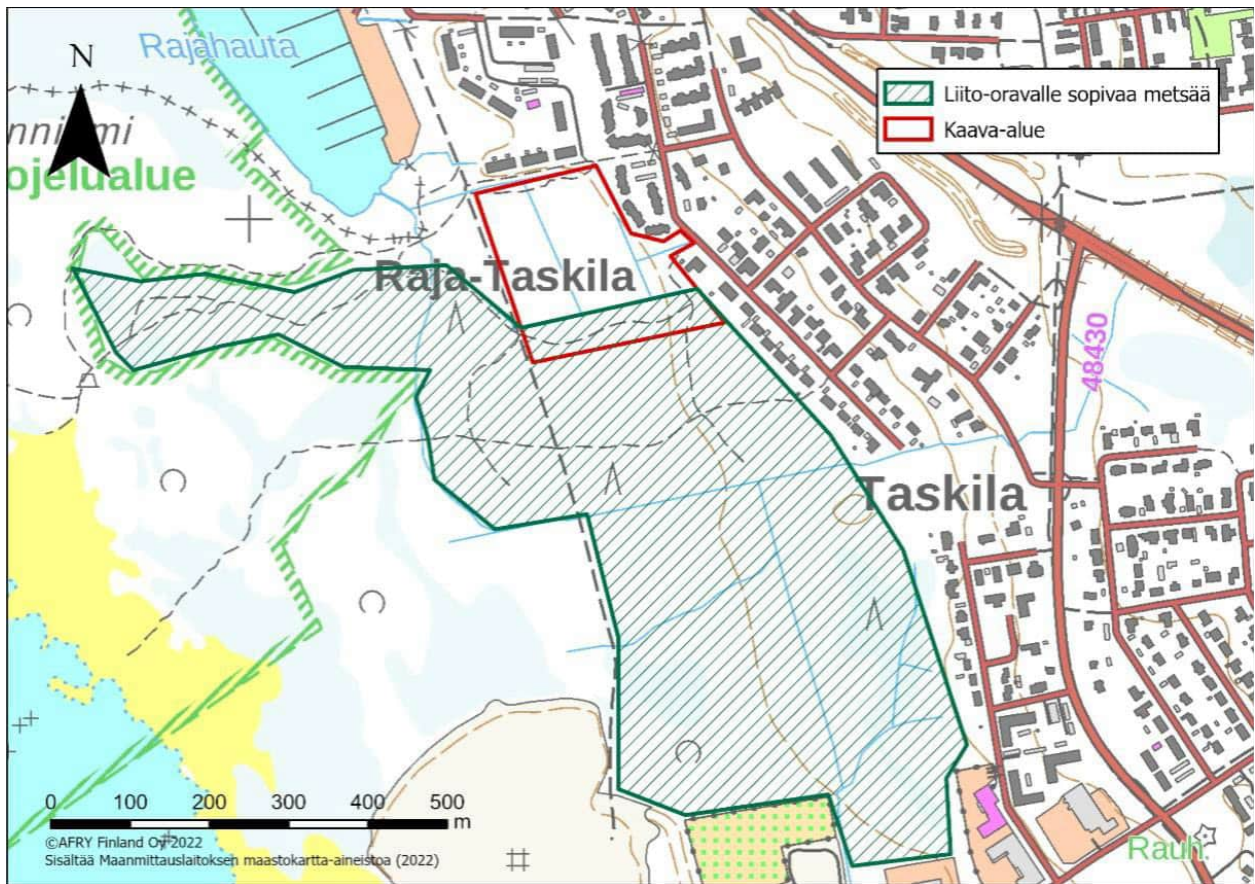 Rajahauta
N
Liito-oravalle sopivaa metsää
Kaava-alue
nniemi
ojelualue
Raja-Taskila
48430
Taskila
0 100 200 300 400 500
m
©AFRY Finland Oy 2022
Sisältää Maanmittauslaitoksen maastokartta-aineistoa (2022)
Rauh.